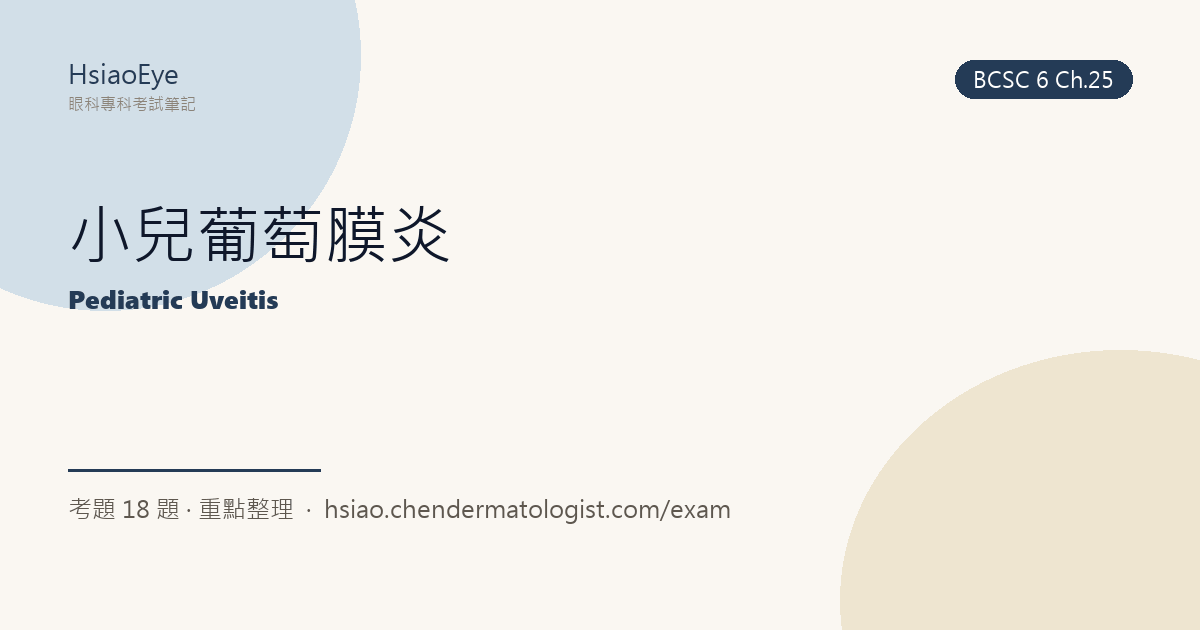 HsiaoEye
眼科專科考試筆記
BCSC 6 Ch.25
小兒葡萄膜炎
Pediatric Uveitis
考題 18 題 · 重點整理 · hsiao.chendermatologist.com/exam